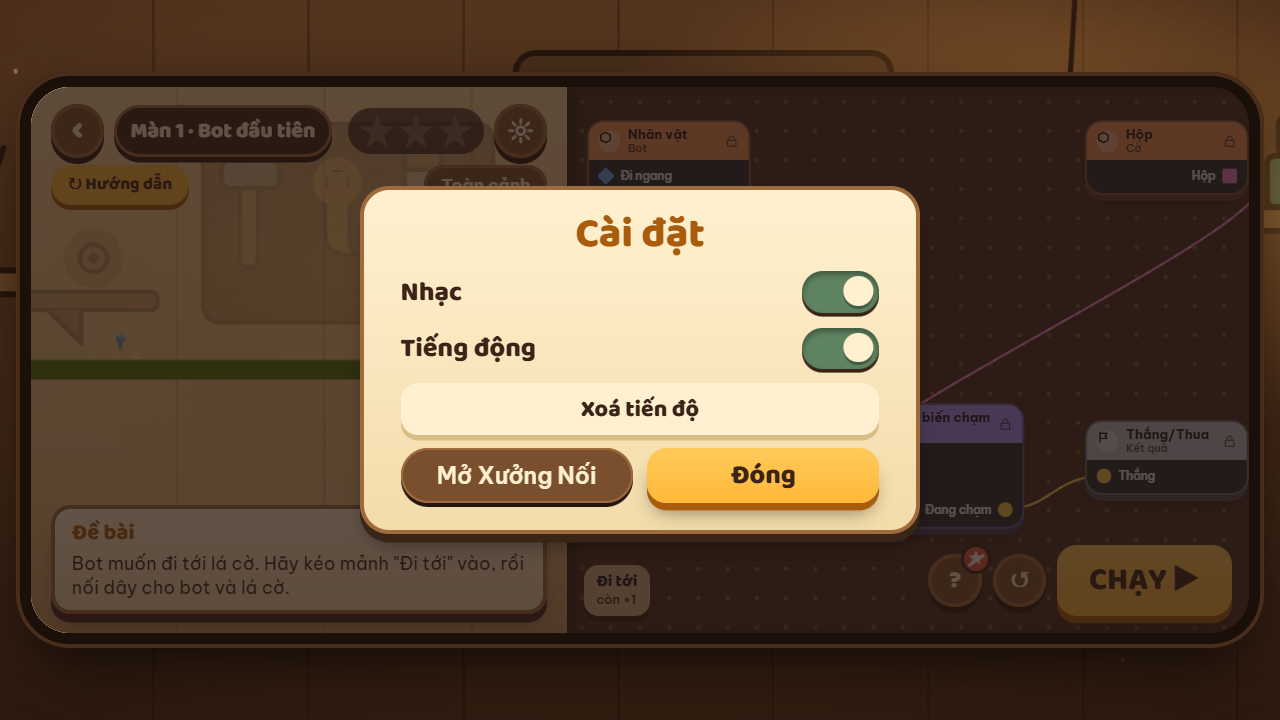 Màn 1 · Bot đầu tiên
Hướng dẫn
Toàn cảnh
Nhân vật
Bot
Đi ngang
Hộp
Cờ
Hộp
Cài đặt
Nhạc
Tiếng động
Xoá tiến độ
Mở Xưởng Nối
Đóng
biến chạm
Đang chạm
Thắng/Thua
Kết quả
Thắng
Đề bài
Bot muốn đi tới lá cờ. Hãy kéo mảnh "Đi tới" vào, rồi
nối dây cho bot và lá cờ.
Đi tới
còn ×1
?
CHẠY